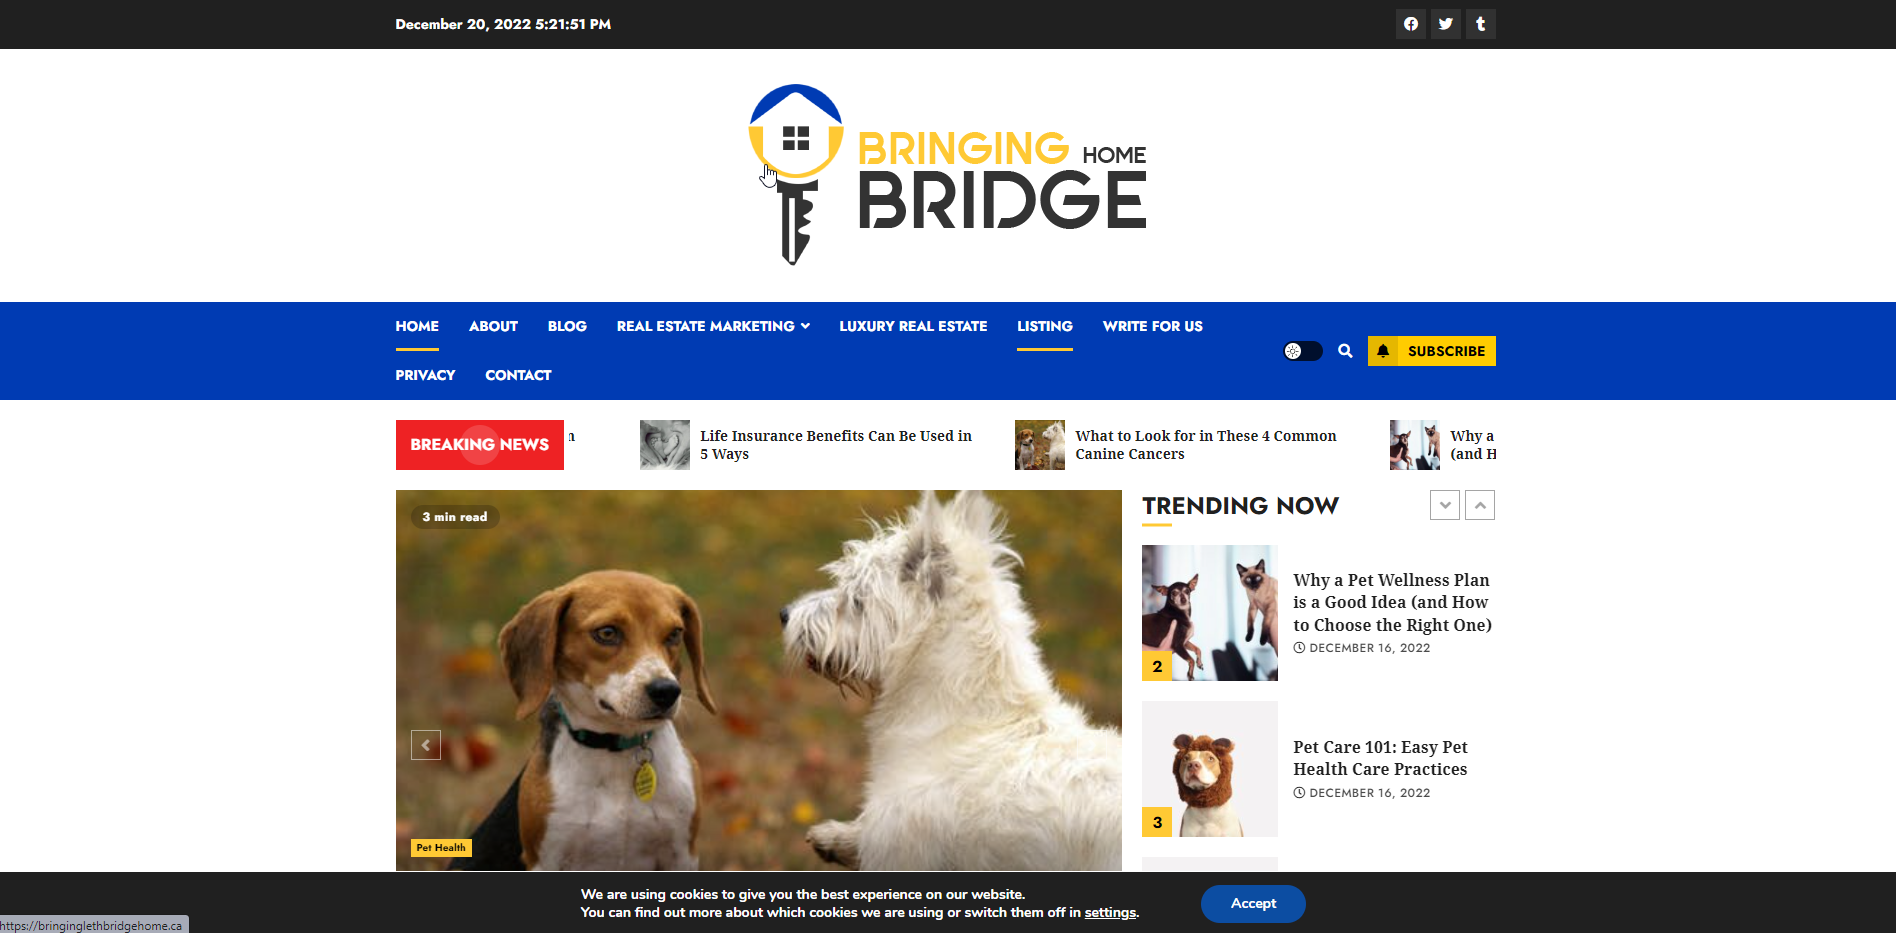 December 20, 2022 5:21:51 PM
BRINGING HOME
BRIDGE
HOME ABOUT BLOG REAL ESTATE MARKETING LUXURY REAL ESTATE LISTING WRITE FOR US
PRIVACY CONTACT
SUBSCRIBE
BREAKING NEWS
n
Life Insurance Benefits Can Be Used in
5 Ways
What to Look for in These 4 Common
Canine Cancers
Why a
(and H
3 min read
Pet Health
TRENDING NOW
Why a Pet Wellness Plan
is a Good Idea (and How
to Choose the Right One)
DECEMBER 16, 2022
2
Pet Care 101: Easy Pet
Health Care Practices
DECEMBER 16, 2022
3
We are using cookies to give you the best experience on our website.
You can find out more about which cookies we are using or switch them off in settings.
Accept
https://bringinglethbridgehome.ca